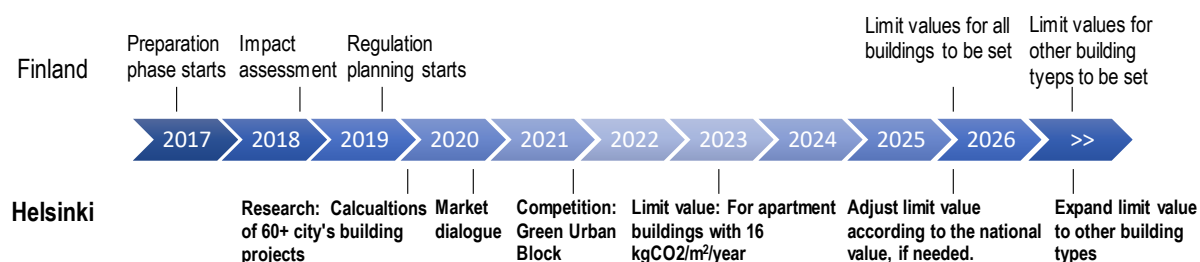 Finland
Preparation
phase starts
Impact
assessment
Regulation
planning starts
Limit values for all
buildings to be set
Limit values for
other building
tyeps to be set
2017
2018
2019
2020
2021
2022
2023
2024
2025
2026
>>
Helsinki
Research: Calcualtions
of 60+ city's building
projects
Market
dialogue
Competition:
Green Urban
Block
Limit value: For apartment
buildings with 16
kgCO2/m²/year
Adjust limit value
according to the national
value, if needed.
Expand limit value
to other building
types